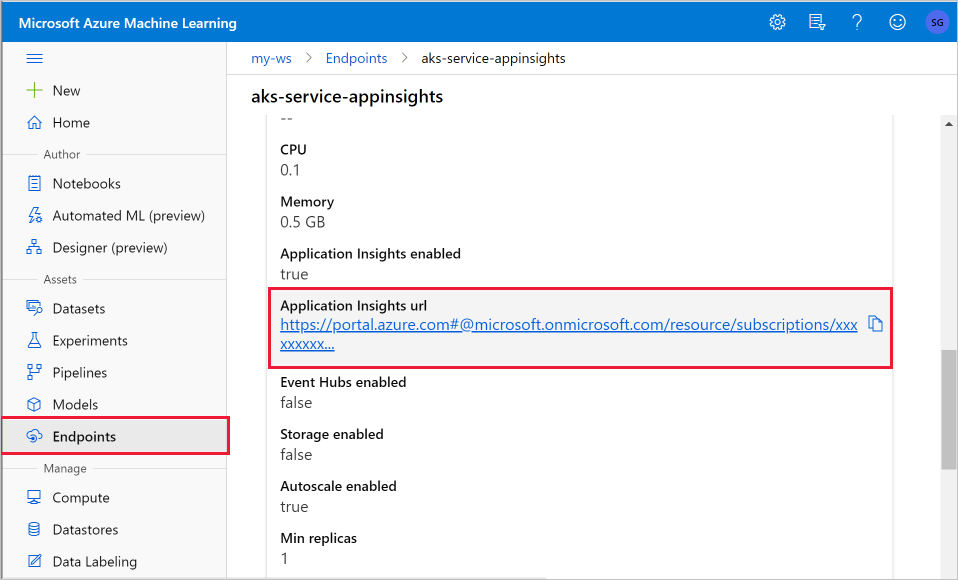 Microsoft Azure Machine Learning
SG
my-ws > Endpoints > aks-service-appinsights
New
Home
Author
Notebooks
Automated ML (preview)
Designer (preview)
Assets
Datasets
Experiments
Pipelines
Models
Endpoints
Manage
Compute
Datastores
Data Labeling
aks-service-appinsights
--
CPU
0.1
Memory
0.5 GB
Application Insights enabled
true
Application Insights url
https://portal.azure.com#@microsoft.onmicrosoft.com/resource/subscriptions/xxx
xxxxxxx...
Event Hubs enabled
false
Storage enabled
false
Autoscale enabled
true
Min replicas
1